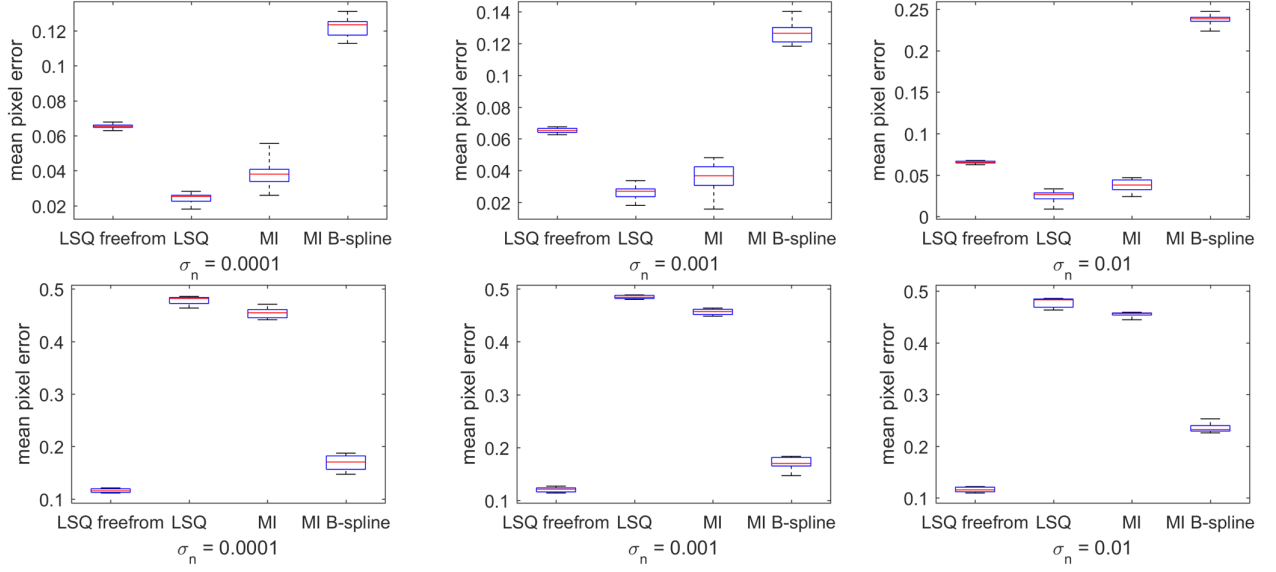 mean pixel error
0.12
0.1
0.08
0.06
0.04
0.02
LSQ freefrom LSQ MI MI B-spline
σn = 0.0001
mean pixel error
0.14
0.12
0.1
0.08
0.06
0.04
0.02
LSQ freefrom LSQ MI MI B-spline
σn = 0.001
mean pixel error
0.25
0.2
0.15
0.1
0.05
0
LSQ freefrom LSQ MI MI B-spline
σn = 0.01
mean pixel error
0.5
0.4
0.3
0.2
0.1
LSQ freefrom LSQ MI MI B-spline
σn = 0.0001
mean pixel error
0.5
0.4
0.3
0.2
0.1
LSQ freefrom LSQ MI MI B-spline
σn = 0.001
mean pixel error
0.5
0.4
0.3
0.2
0.1
LSQ freefrom LSQ MI MI B-spline
σn = 0.01